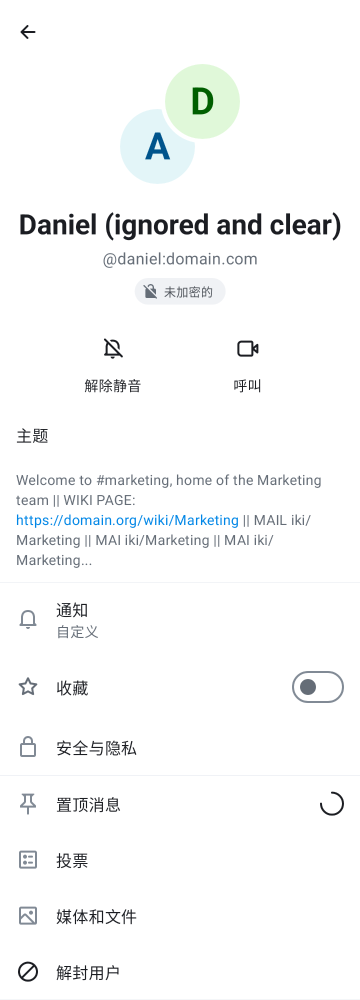 D
A
Daniel (ignored and clear)
@daniel:domain.com
未加密的
解除静音
呼叫
主题
Welcome to #marketing, home of the Marketing
team || WIKI PAGE:
https://domain.org/wiki/Marketing || MAIL iki/
Marketing || MAI iki/Marketing || MAI iki/
Marketing...
通知
自定义
收藏
安全与隐私
置顶消息
投票
媒体和文件
解封用户